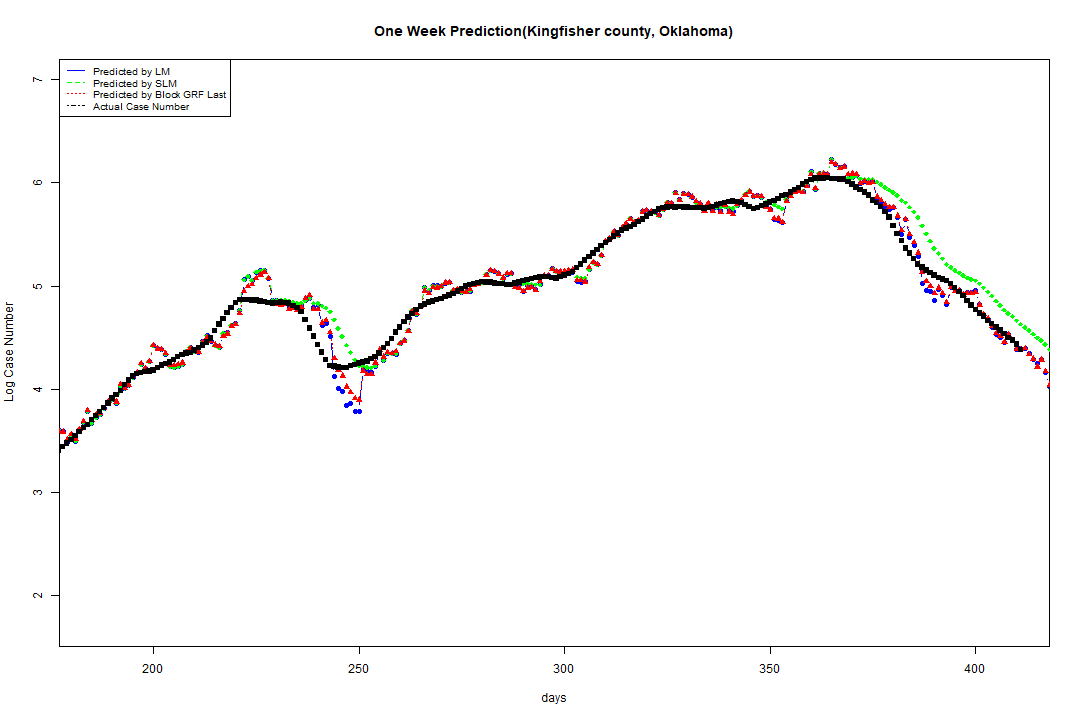 One Week Prediction(Kingfisher county, Oklahoma)
Predicted by LM
Predicted by SLM
Predicted by Block GRF Last
Actual Case Number
7
6
5
4
3
2
Log Case Number
200 250 300 350 400
days